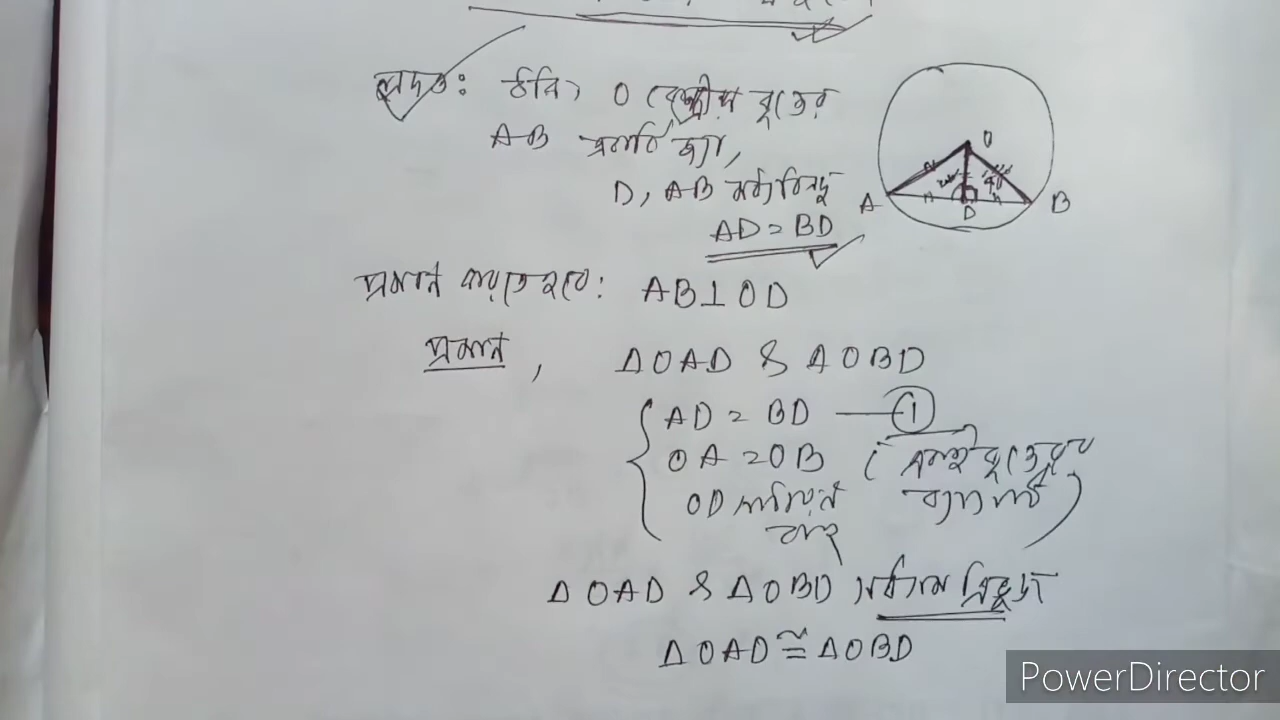 প্রদত্ত: ধরি, O কেন্দ্রীয় বৃত্তের
AB একটি জ্যা,
D, AB মধ্যবিন্দু
AD = BD
O
A
D
B
প্রমাণ করতে হবে: AB⊥OD
প্রমাণ, ΔOAD & ΔOBD
AD = BD — ①
OA = OB ( একই বৃত্তের
OD সাধারণ ব্যাসার্ধ )
বাহু
ΔOAD & ΔOBD সর্বসম ত্রিভুজ
ΔOAD ≅ ΔOBD
PowerDirector